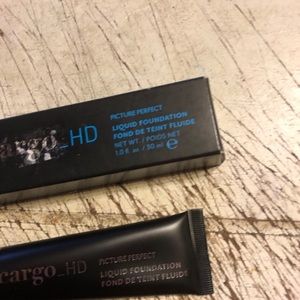 _HD
PICTURE PERFECT
LIQUID FOUNDATION
FOND DE TEINT FLUIDE
NET WT. / POIDS NET
1.0 fl. oz. / 30 ml e
cargo_HD
PICTURE PERFECT
LIQUID FOUNDATION
FOND DE TEINT FLUIDE